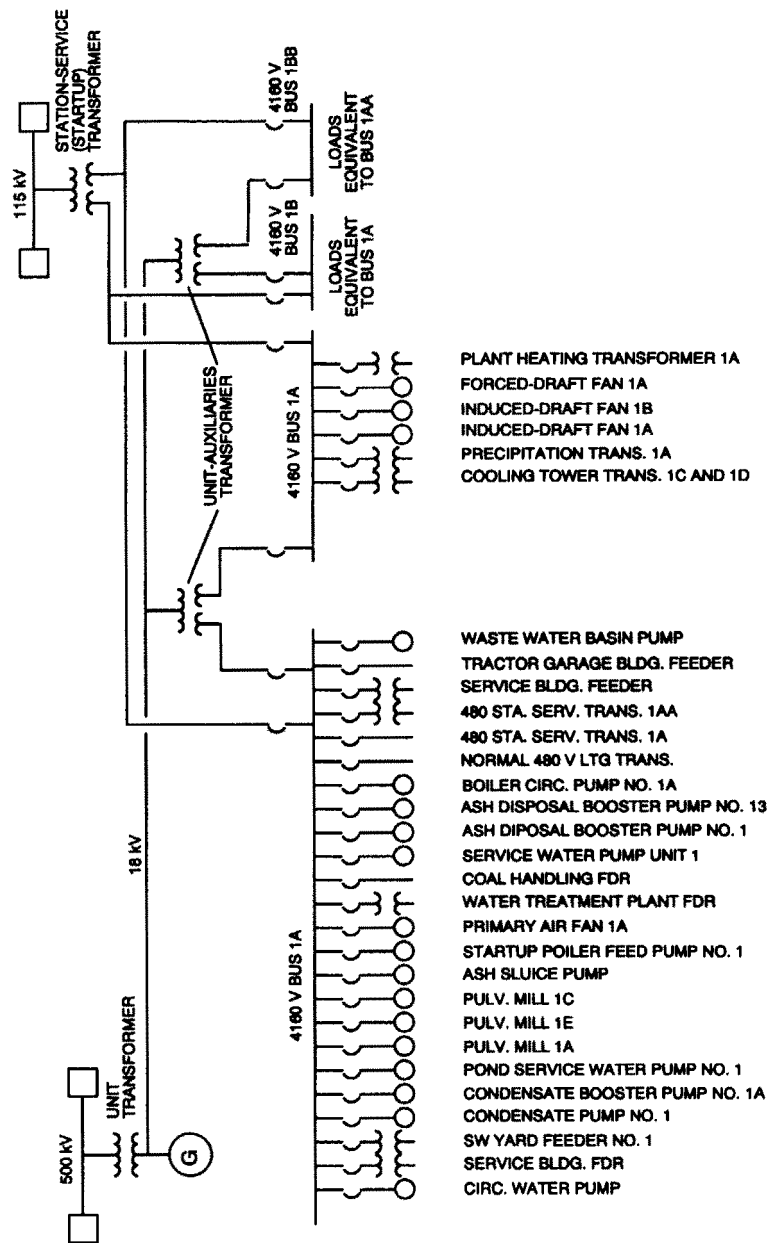 115 kV
STATION-SERVICE
(STARTUP)
TRANSFORMER
4160 V
BUS 1BB
LOADS
EQUIVALENT
TO BUS 1AA
4160 V
BUS 1B
LOADS
EQUIVALENT
TO BUS 1A
UNIT-AUXILIARIES
TRANSFORMER
4160 V BUS 1A
PLANT HEATING TRANSFORMER 1A
FORCED-DRAFT FAN 1A
INDUCED-DRAFT FAN 1B
INDUCED-DRAFT FAN 1A
PRECIPITATION TRANS. 1A
COOLING TOWER TRANS. 1C AND 1D
WASTE WATER BASIN PUMP
TRACTOR GARAGE BLDG. FEEDER
SERVICE BLDG. FEEDER
480 STA. SERV. TRANS. 1AA
480 STA. SERV. TRANS. 1A
NORMAL 480 V LTG TRANS.
BOILER CIRC. PUMP NO. 1A
ASH DISPOSAL BOOSTER PUMP NO. 13
ASH DIPOSAL BOOSTER PUMP NO. 1
SERVICE WATER PUMP UNIT 1
COAL HANDLING FDR
WATER TREATMENT PLANT FDR
PRIMARY AIR FAN 1A
STARTUP POILER FEED PUMP NO. 1
ASH SLUICE PUMP
PULV. MILL 1C
PULV. MILL 1E
PULV. MILL 1A
POND SERVICE WATER PUMP NO. 1
CONDENSATE BOOSTER PUMP NO. 1A
CONDENSATE PUMP NO. 1
SW YARD FEEDER NO. 1
SERVICE BLDG. FDR
CIRC. WATER PUMP
4160 V BUS 1A
18 kV
UNIT
TRANSFORMER
500 kV
G